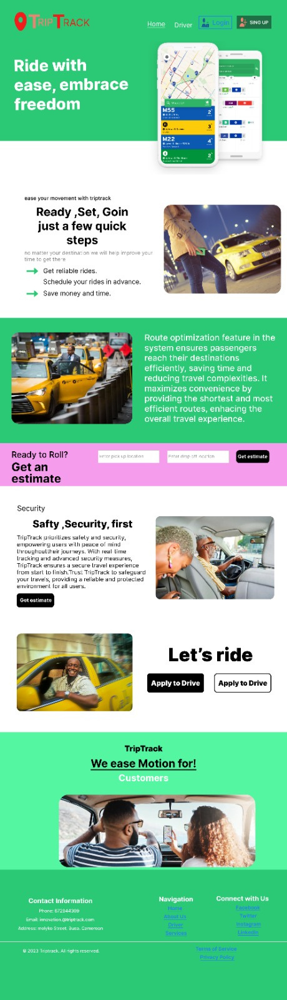 TRIPTRACK
Home
Driver
Login
SING UP
Ride with
ease, embrace
freedom
M55
2
3
M22
4
2
ease your movement with triptrack
Ready ,Set, Goin
just a few quick
steps
no matter your destination we will help improve your
time to get there
Get reliable rides.
Schedule your rides in advance.
Save money and time.
Route optimization feature in the
system ensures passengers
reach their destinations
efficiently, saving time and
reducing travel complexities. It
maximizes convenience by
providing the shortest and most
efficient routes, enhacing the
overall travel experience.
Ready to Roll?
Get an
estimate
Enter pick up location
Enter drop off location
Get estimate
Security
Safty ,Security, first
TripTrack prioritizes safety and security,
empowering users with peace of mind
throughouttheir journeys. With real-time
tracking and advanced security measures,
TripTrack ensures a secure travel experience
from start to finish.Trust TripTrack to safeguard
your travels, providing a reliable and protected
environment for all users.
Get estimate
Let's ride
Apply to Drive
Apply to Drive
TripTrack
We ease Motion for!
Customers
Contact Information
Phone: 672944309
Email: innovation.@triptrack.com
Address: molyko Street, Buea, Cameroon
Navigation
Home
About Us
Driver
Services
Connect with Us
Facebook
Twitter
Instagram
Linkedin
© 2023 Triptrack. All rights reserved.
Terms of Service
Privacy Policy